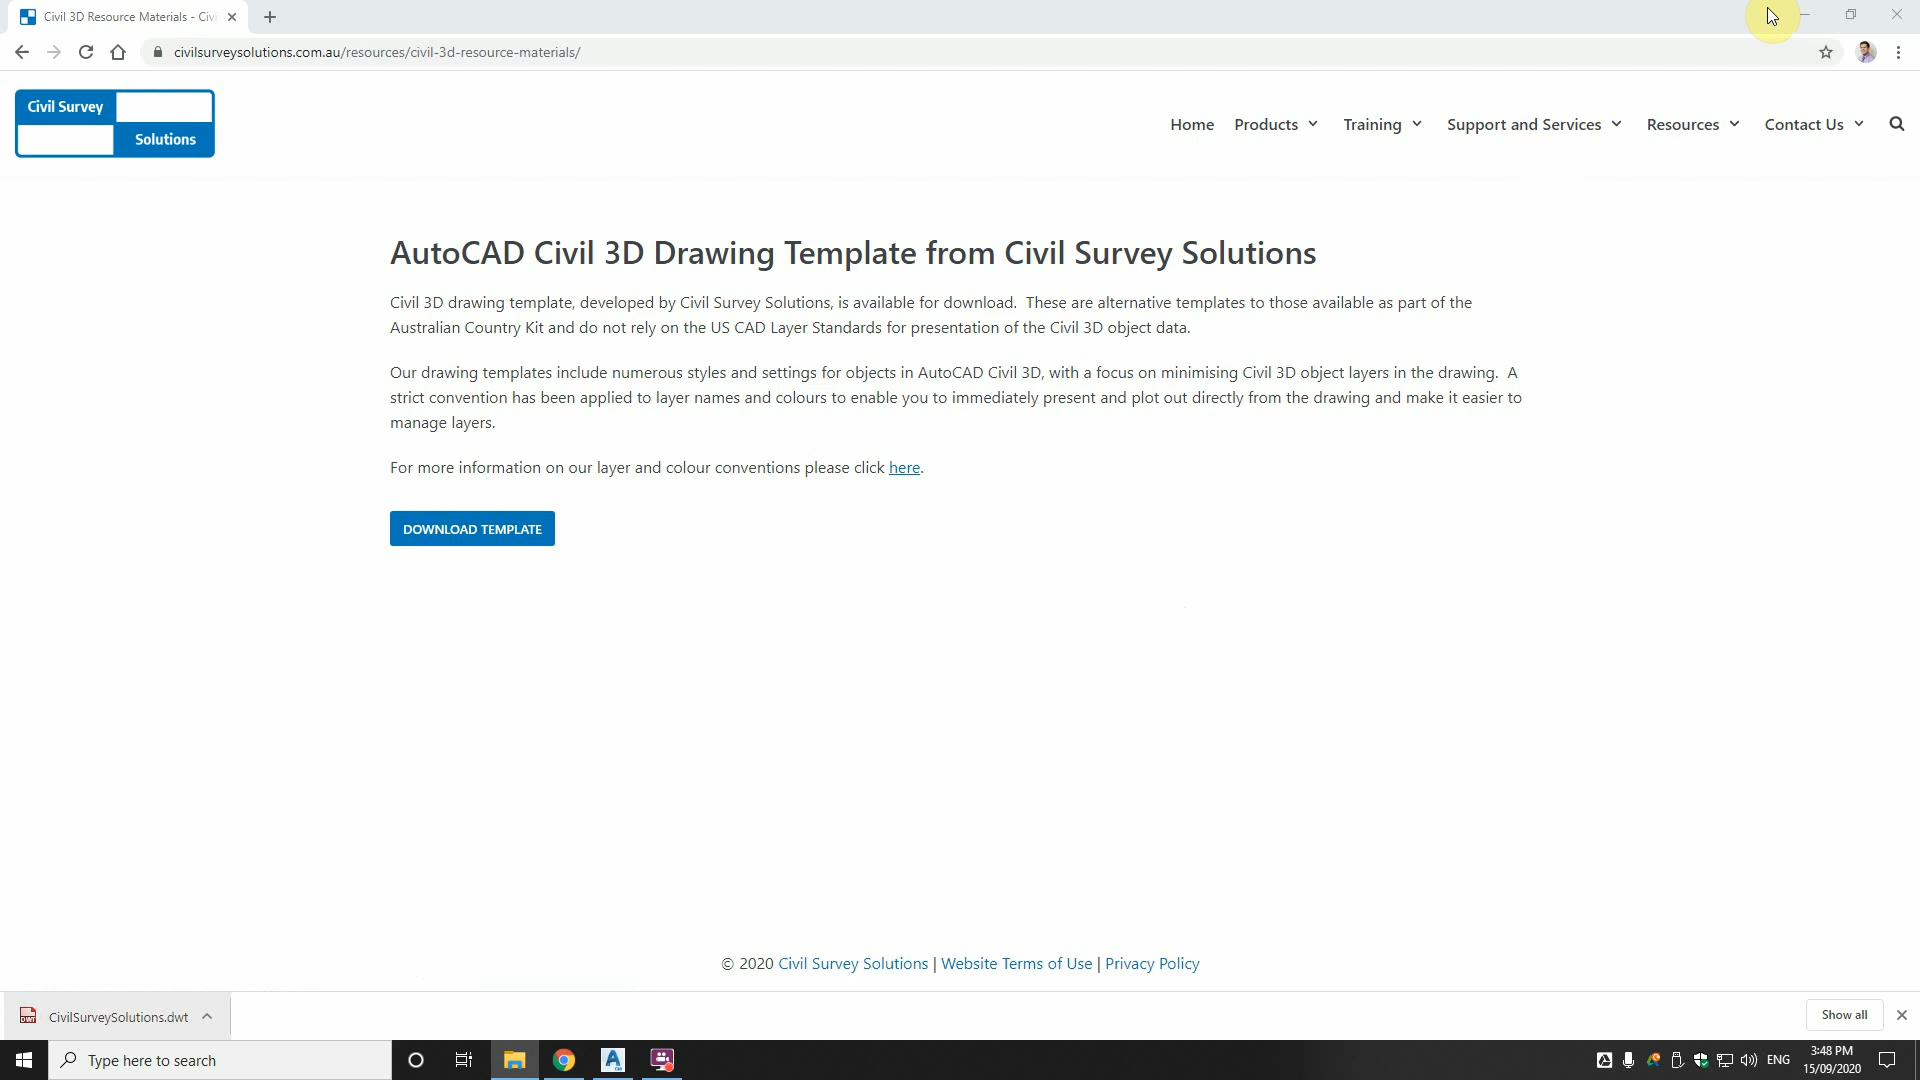 Civil 3D Resource Materials - Civ
civilsurveysolutions.com.au/resources/civil-3d-resource-materials/
Civil Survey
Solutions
Home Products Training Support and Services Resources Contact Us
AutoCAD Civil 3D Drawing Template from Civil Survey Solutions
Civil 3D drawing template, developed by Civil Survey Solutions, is available for download. These are alternative templates to those available as part of the
Australian Country Kit and do not rely on the US CAD Layer Standards for presentation of the Civil 3D object data.
Our drawing templates include numerous styles and settings for objects in AutoCAD Civil 3D, with a focus on minimising Civil 3D object layers in the drawing. A
strict convention has been applied to layer names and colours to enable you to immediately present and plot out directly from the drawing and make it easier to
manage layers.
For more information on our layer and colour conventions please click here.
DOWNLOAD TEMPLATE
© 2020 Civil Survey Solutions | Website Terms of Use | Privacy Policy
DWT CivilSurveySolutions.dwt
Show all
Type here to search
ENG
3:48 PM
15/09/2020